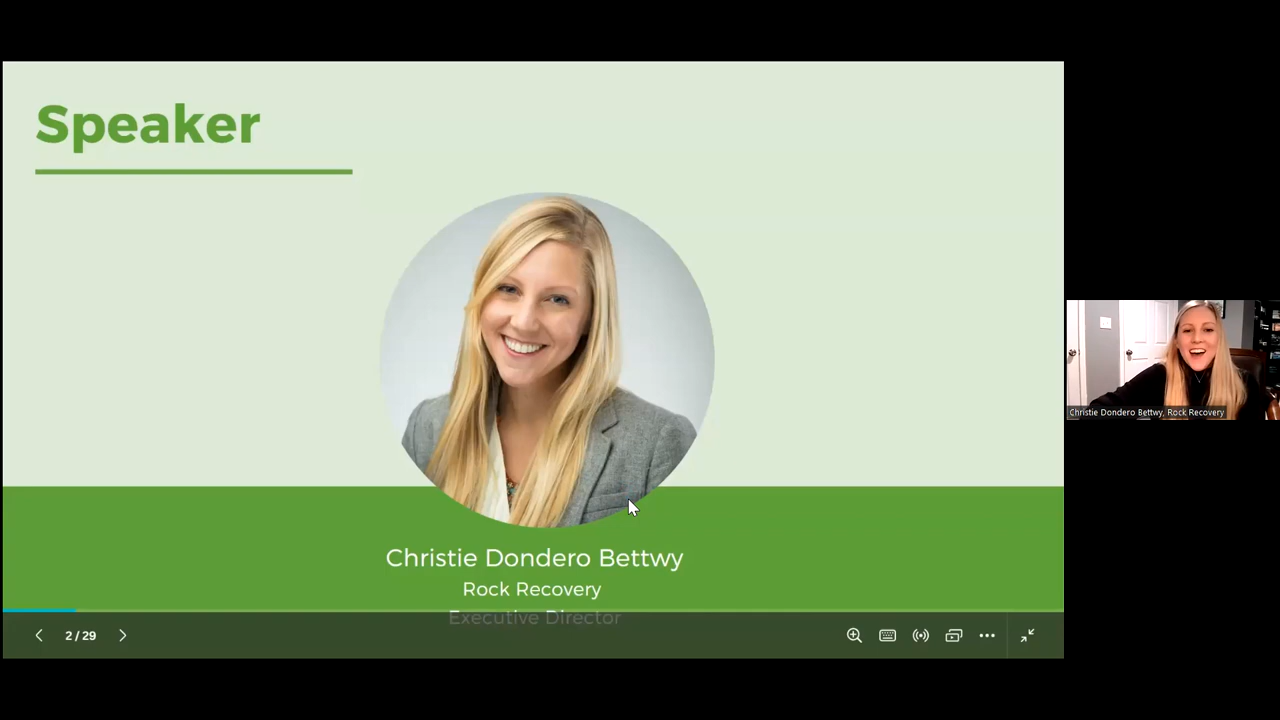 Speaker
Christie Dondero Bettwy
Rock Recovery
Executive Director
2 / 29
Christie Dondero Bettwy, Rock Recovery